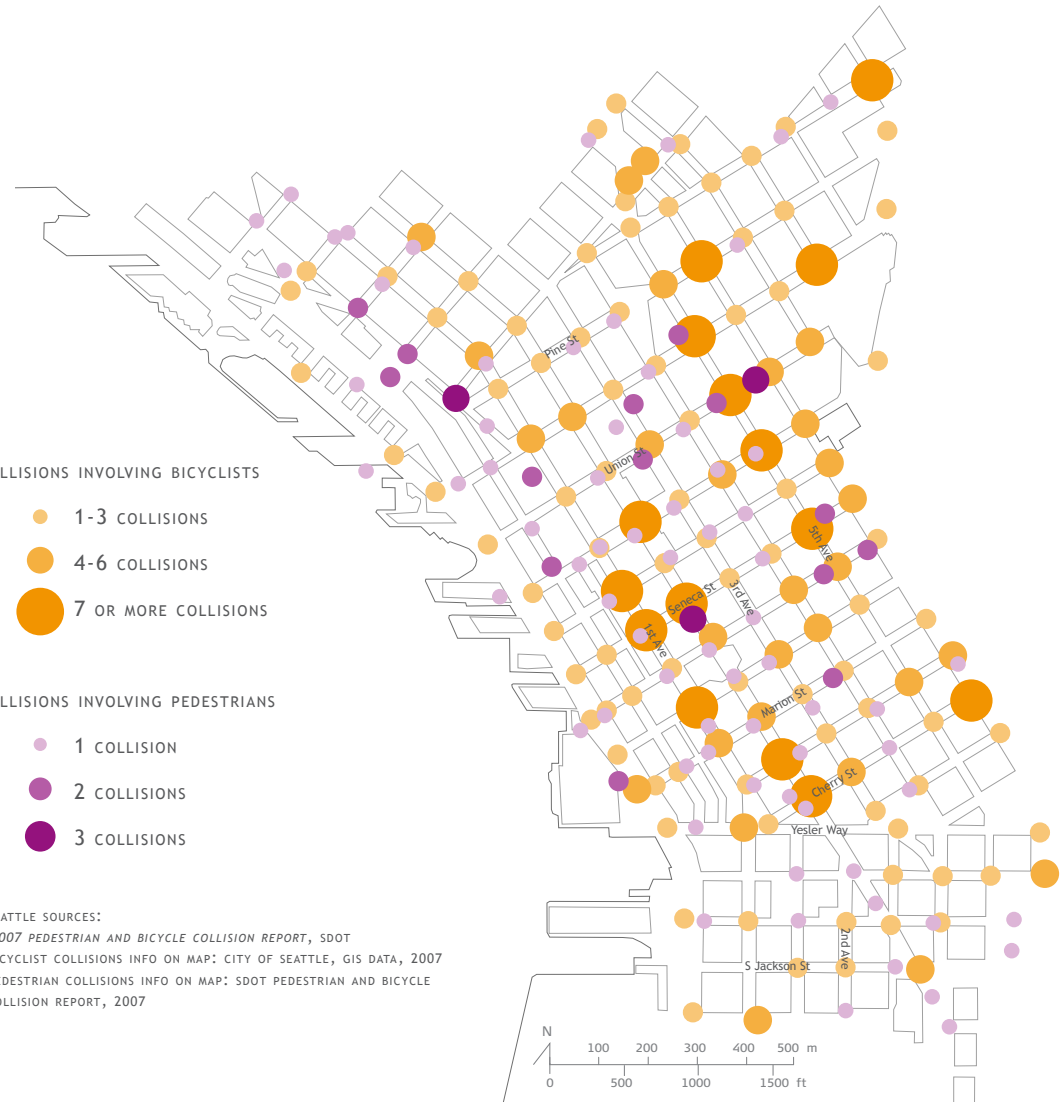 Pine St
Union St
5th Ave
Seneca St
3rd Ave
1st Ave
Marion St
Cherry St
Yesler Way
2nd Ave
S Jackson St
OLLISIONS INVOLVING BICYCLISTS
1-3 COLLISIONS
4-6 COLLISIONS
7 OR MORE COLLISIONS
OLLISIONS INVOLVING PEDESTRIANS
1 COLLISION
2 COLLISIONS
3 COLLISIONS
EATTLE SOURCES:
007 PEDESTRIAN AND BICYCLE COLLISION REPORT, SDOT
ICYCLIST COLLISIONS INFO ON MAP: CITY OF SEATTLE, GIS DATA, 2007
EDESTRIAN COLLISIONS INFO ON MAP: SDOT PEDESTRIAN AND BICYCLE
OLLISION REPORT, 2007
N
100 200 300 400 500 m
0 500 1000 1500 ft